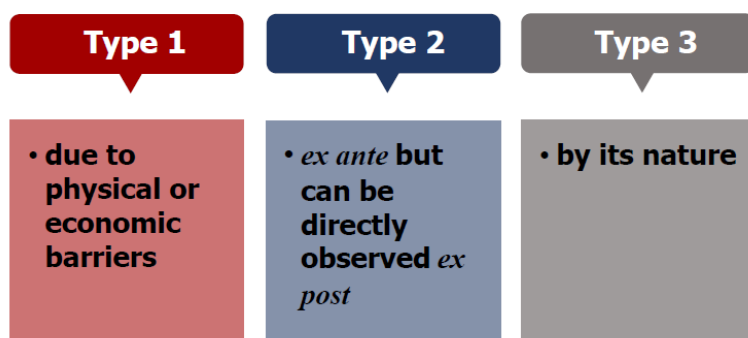 Type 1
• due to
physical or
economic
barriers
Type 2
• ex ante but
can be
directly
observed ex
post
Type 3
• by its nature